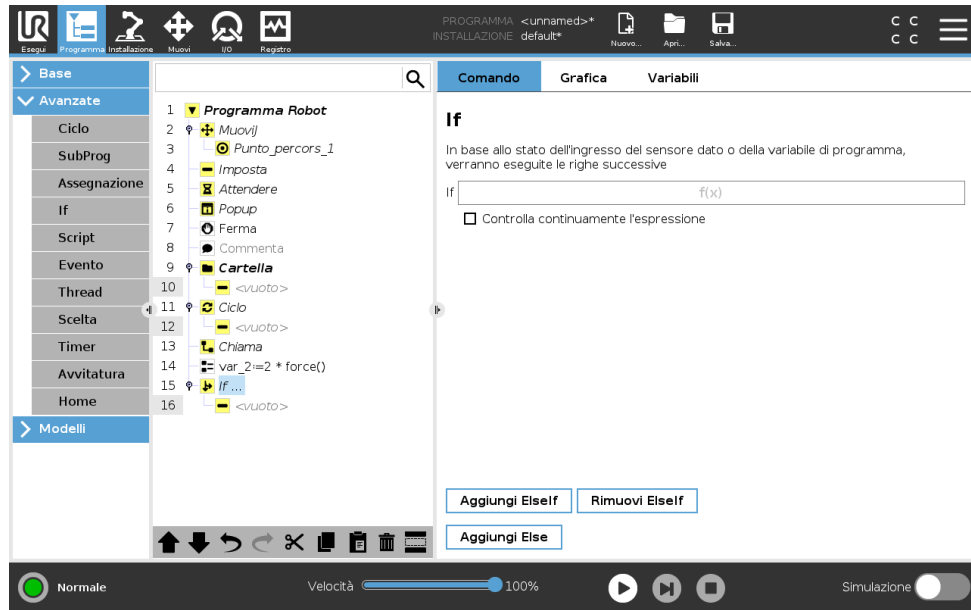 PROGRAMMA <unnamed>*
INSTALLAZIONE default*
UR
Esegui Programma Installazione Muovi I/O Registro
Nuovo... Apri... Salva...
C C
C C
Base
Avanzate
Ciclo
SubProg
Assegnazione
If
Script
Evento
Thread
Scelta
Timer
Avvitatura
Home
Modelli
1 Programma Robot
2 MuoviJ
3 Punto_percors_1
4 Imposta
5 Attendere
6 Popup
7 Ferma
8 Commenta
9 Cartella
10 <vuoto>
11 Ciclo
12 <vuoto>
13 Chiama
14 var_2:=2 * force()
15 If ...
16 <vuoto>
Comando Grafica Variabili
If
In base allo stato dell'ingresso del sensore dato o della variabile di programma,
verranno eseguite le righe successive
If f(x)
Controlla continuamente l'espressione
Aggiungi ElseIf Rimuovi ElseIf
Aggiungi Else
Normale Velocità 100% Simulazione